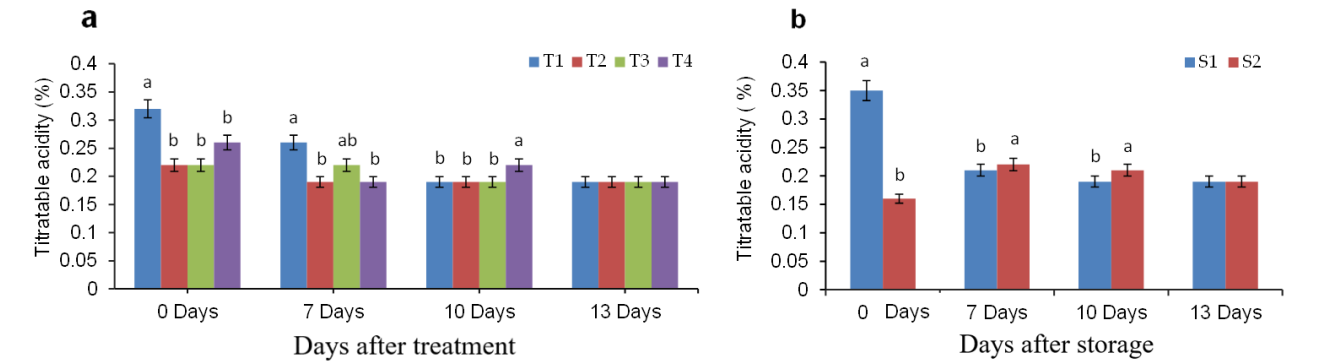 a
T1 T2 T3 T4
Titratable acidity (%)
0.4
0.35
0.3
0.25
0.2
0.15
0.1
0.05
0
a
b
b
b
a
b
ab
b
b
b
b
a
0 Days
7 Days
10 Days
13 Days
Days after treatment
b
S1 S2
Titratable acidity ( %)
0.4
0.35
0.3
0.25
0.2
0.15
0.1
0.05
0
a
b
b
a
b
a
0 Days
7 Days
10 Days
13 Days
Days after storage